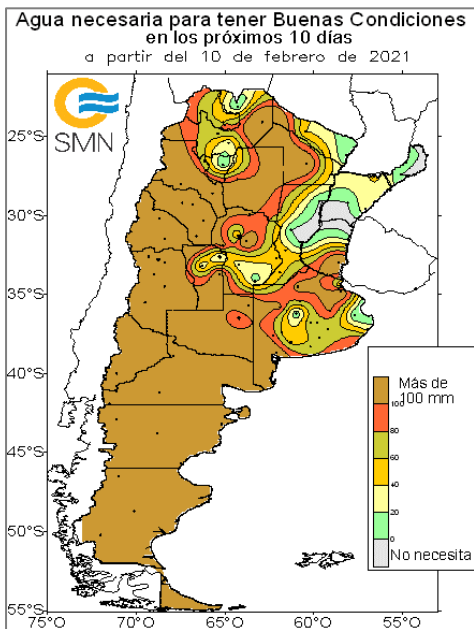 Agua necesaria para tener Buenas Condiciones
en los próximos 10 días
a partir del 10 de febrero de 2021
SMN
25°S
30°S
35°S
40°S
45°S
50°S
55°S
75°O
70°O
65°O
60°O
55°O
Más de
100 mm
100
80
60
40
20
0
No necesita